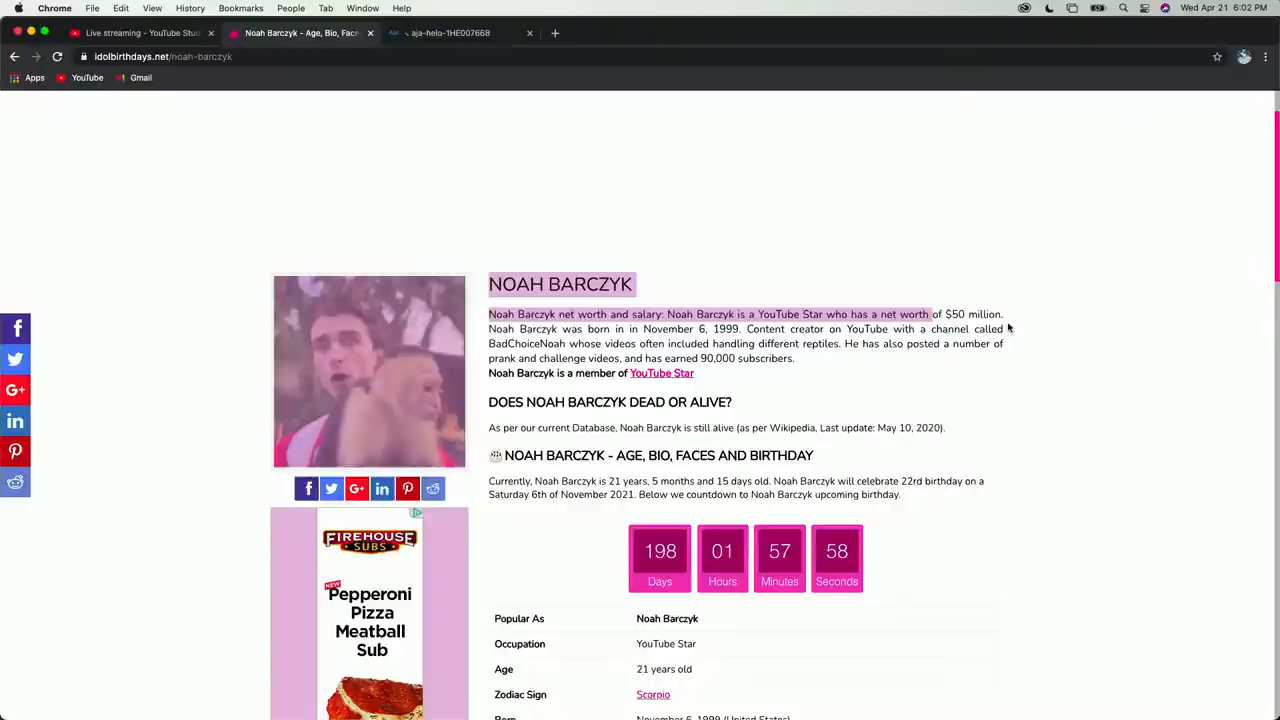 Chrome File Edit View History Bookmarks People Tab Window Help Wed Apr 21 6:02 PM
Live streaming - YouTube Stud Noah Barczyk - Age, Bio, Faces aja-helo-1HE007668
idolbirthdays.net/noah-barczyk
Apps YouTube Gmail
NOAH BARCZYK
Noah Barczyk net worth and salary: Noah Barczyk is a YouTube Star who has a net worth of $50 million.
Noah Barczyk was born in in November 6, 1999. Content creator on YouTube with a channel called
BadChoiceNoah whose videos often included handling different reptiles. He has also posted a number of
prank and challenge videos, and has earned 90,000 subscribers.
Noah Barczyk is a member of YouTube Star
DOES NOAH BARCZYK DEAD OR ALIVE?
As per our current Database, Noah Barczyk is still alive (as per Wikipedia, Last update: May 10, 2020).
NOAH BARCZYK - AGE, BIO, FACES AND BIRTHDAY
Currently, Noah Barczyk is 21 years, 5 months and 15 days old. Noah Barczyk will celebrate 22rd birthday on a
Saturday 6th of November 2021. Below we countdown to Noah Barczyk upcoming birthday.
198 01 57 58
Days Hours Minutes Seconds
FIREHOUSE
SUBS
NEW
Pepperoni
Pizza
Meatball
Sub
Popular As Noah Barczyk
Occupation YouTube Star
Age 21 years old
Zodiac Sign Scorpio
Born November 6, 1999 (United States)